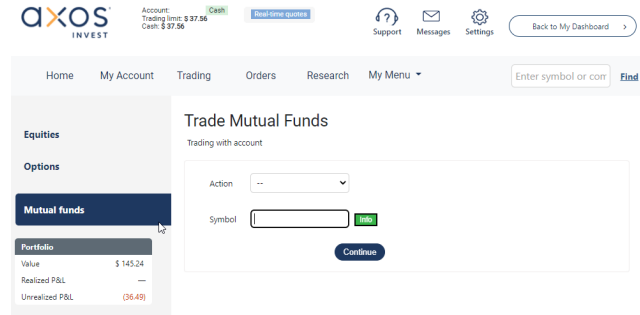 axos
INVEST
Account: Cash
Trading limit: $ 37.56
Cash: $ 37.56
Real-time quotes
Support
Messages
Settings
Back to My Dashboard
Home
My Account
Trading
Orders
Research
My Menu
Enter symbol or com
Find
Equities
Options
Mutual funds
Portfolio
Value $ 145.24
Realized P&L —
Unrealized P&L (36.49)
Trade Mutual Funds
Trading with account
Action --
Symbol Info
Continue